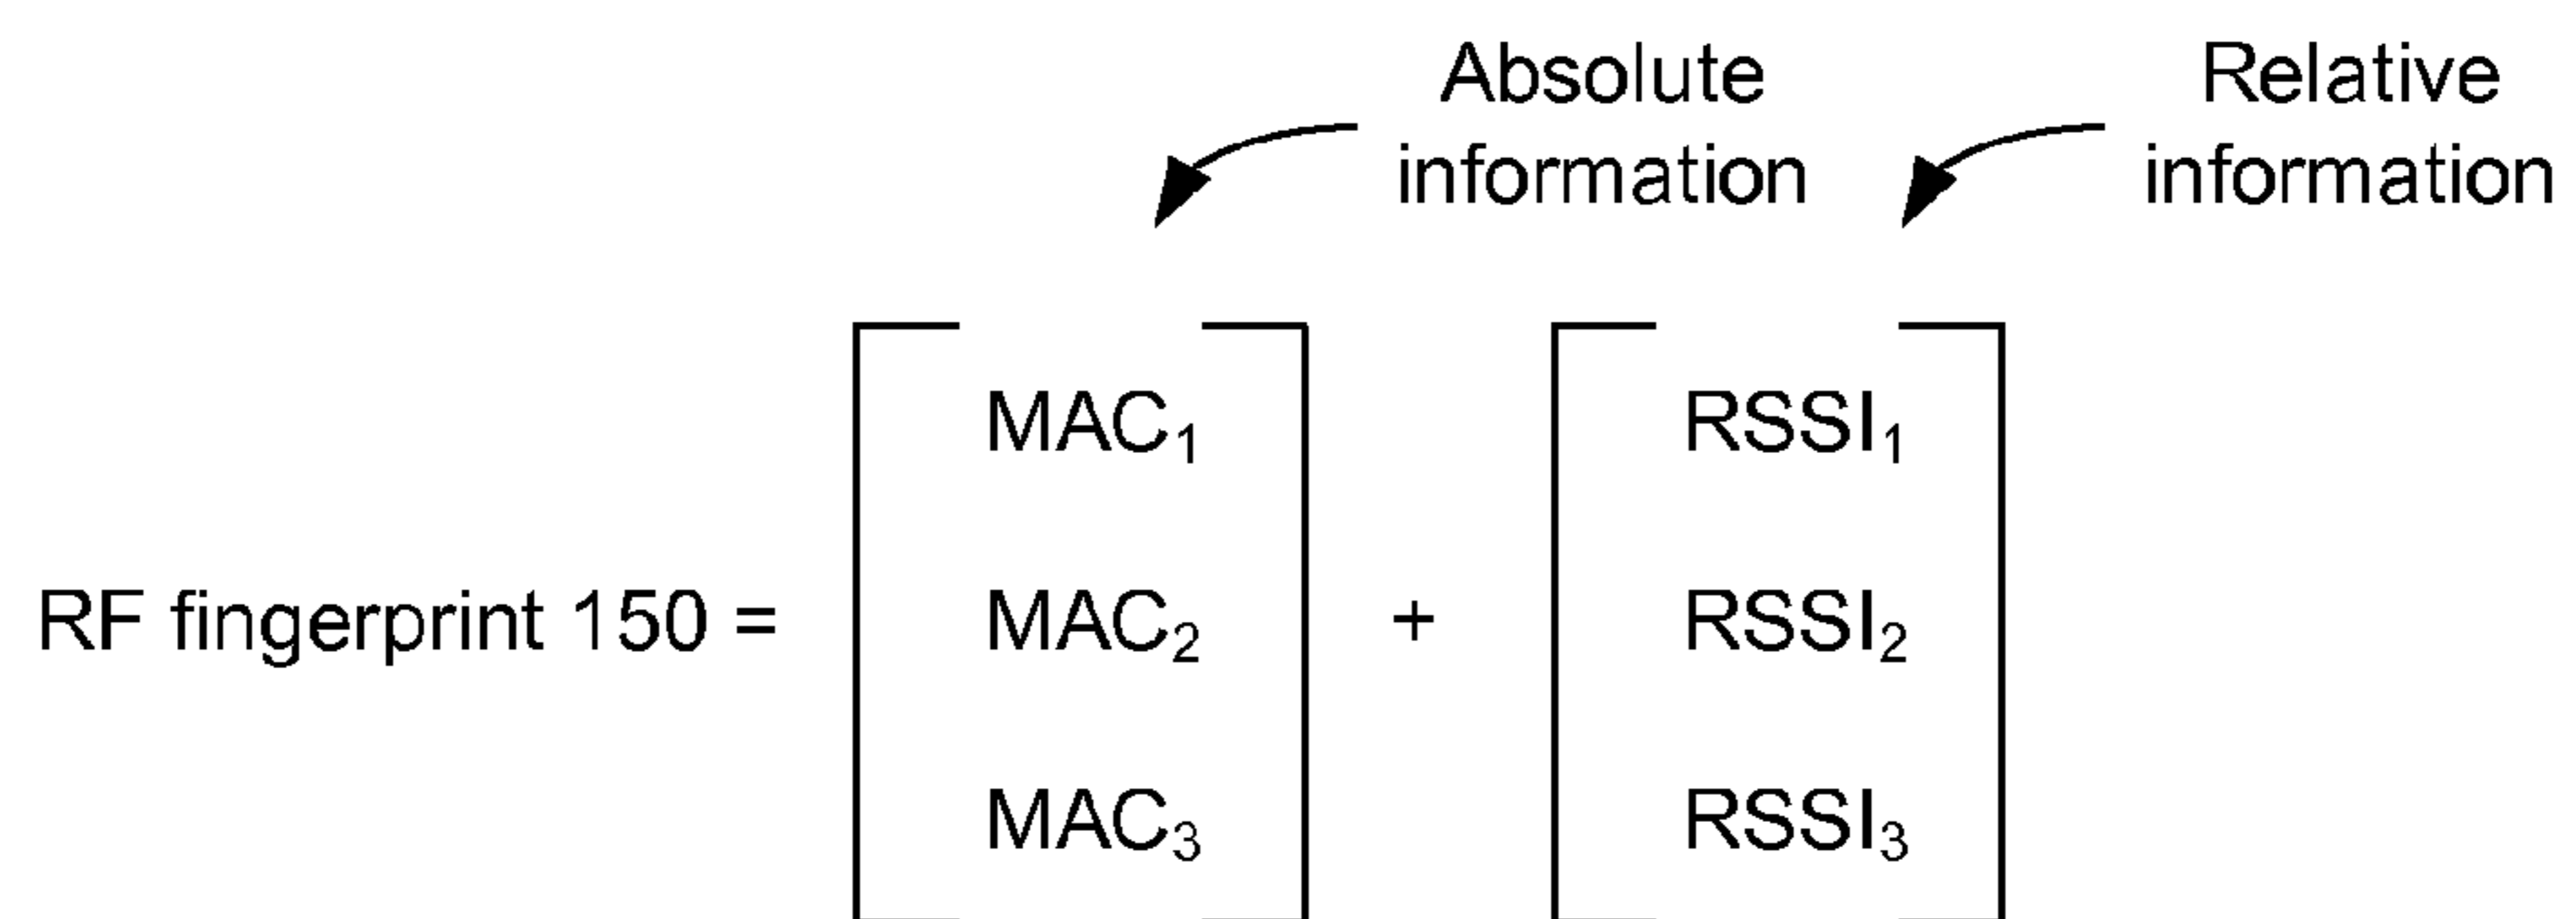 Absolute
information
Relative
information
MAC₁
RSSI₁
RF fingerprint 150 =
MAC₂
+
RSSI₂
MAC₃
RSSI₃